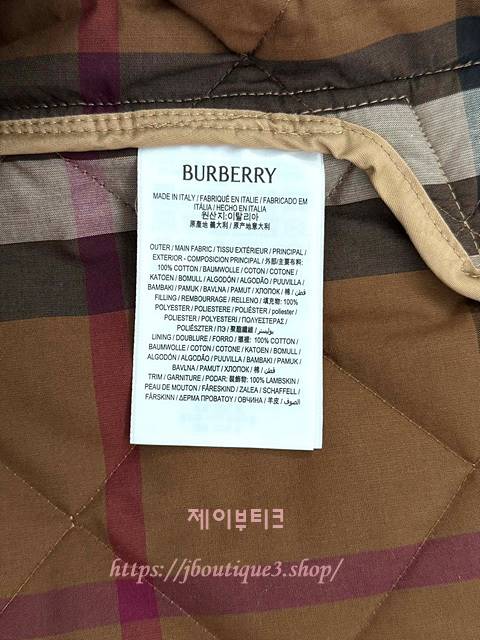 BURBERRY
MADE IN ITALY / FABRIQUÉ EN ITALIE / FABRICADO EM
ITÁLIA / HECHO EN ITALIA
원산지:이탈리아
原產地 義大利 / 原产地意大利
OUTER / MAIN FABRIC / TISSU EXTÉRIEUR / PRINCIPAL /
EXTERIOR - COMPOSICIÓN PRINCIPAL / 外部/主要布料:
100% COTTON / BAUMWOLLE / COTON / COTONE /
KATOEN / BOMULL / ALGODÓN / ALGODÃO / PUUVILLA /
BAMBAKI / PAMUK / BAVLNA / PAMUT / ХЛОПОК / 棉 / قطن
FILLING / REMBOURRAGE / RELLENO / 填充物: 100%
POLYESTER / POLIESTERE / POLIÉSTER / poliester /
POLYESTER / POLYESTERI / ΠΟΛΥΕΣΤΕΡΑΣ /
POLIÉSZTER / ПЭ / 聚酯纖維 / بوليستر
LINING / DOUBLURE / FORRO / 襯裡: 100% COTTON /
BAUMWOLLE / COTON / COTONE / KATOEN / BOMULL /
ALGODÓN / ALGODÃO / PUUVILLA / BAMBAKI / PAMUK /
BAVLNA / PAMUT / ХЛОПОК / 棉 / قطن
TRIM / GARNITURE / PODAR: 裝飾物: 100% LAMBSKIN /
PEAU DE MOUTON / FÅRESKIND / ZALEA / SCHAFFELL /
FÅRSKINN / ΔΕΡΜΑ ΠΡΟΒΑΤΟΥ / ОВЧИНА / 羊皮 / الصوف
제이부티크
https://jboutique3.shop/